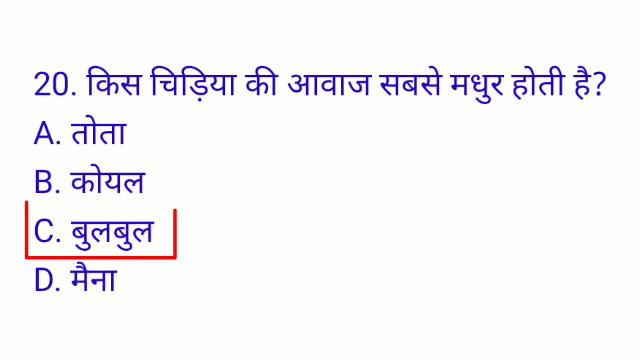 20. किस चिड़िया की आवाज सबसे मधुर होती है?
A. तोता
B. कोयल
C. बुलबुल
D. मैना